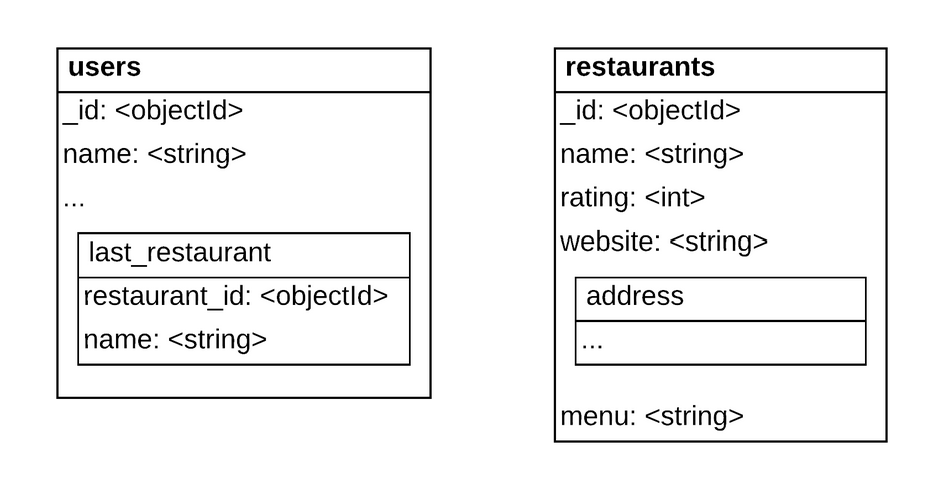 users
_id: <objectId>
name: <string>
...
last_restaurant
restaurant_id: <objectId>
name: <string>
restaurants
_id: <objectId>
name: <string>
rating: <int>
website: <string>
address
...
menu: <string>